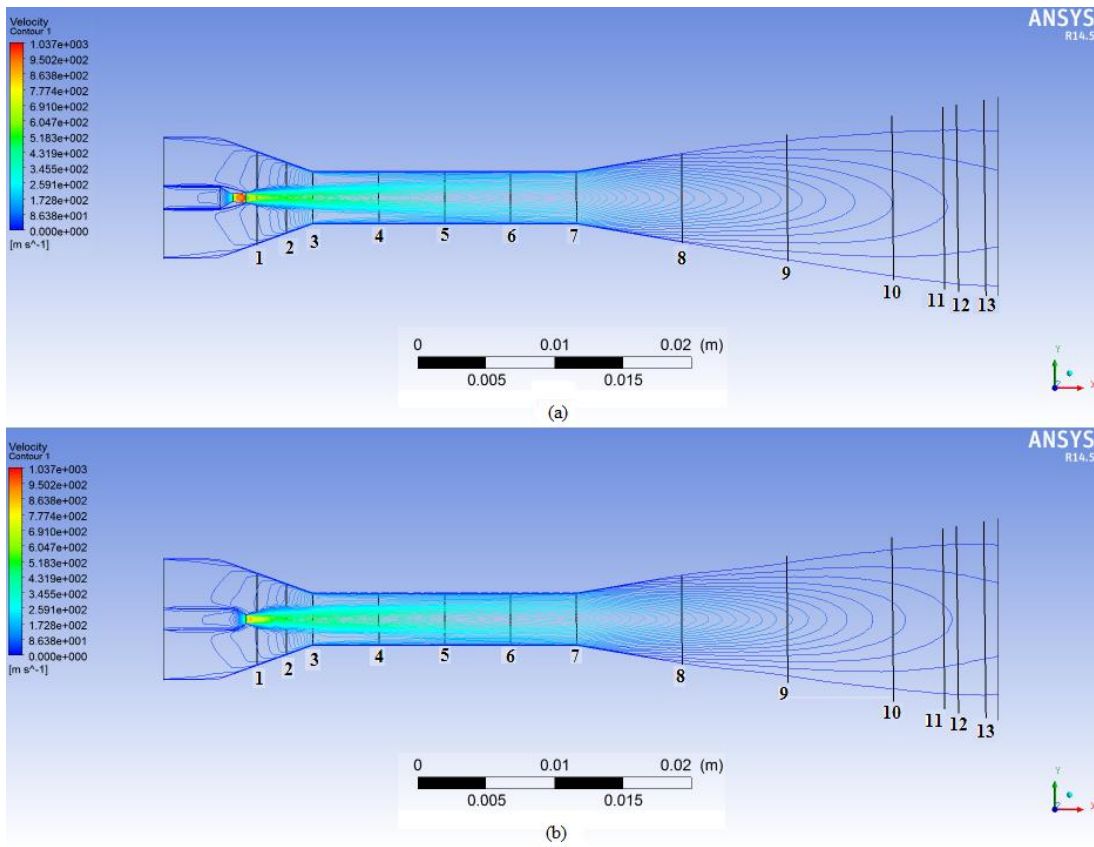 Velocity
Contour 1
1.037e+003
9.502e+002
8.638e+002
7.774e+002
6.910e+002
6.047e+002
5.183e+002
4.319e+002
3.455e+002
2.591e+002
1.728e+002
8.638e+001
0.000e+000
[m s^-1]
ANSYS
R14.5
1 2 3 4 5 6 7 8 9 10 11 12 13
0 0.01 0.02 (m)
0.005 0.015
Y
X
Z
(a)
Velocity
Contour 1
1.037e+003
9.502e+002
8.638e+002
7.774e+002
6.910e+002
6.047e+002
5.183e+002
4.319e+002
3.455e+002
2.591e+002
1.728e+002
8.638e+001
0.000e+000
[m s^-1]
ANSYS
R14.5
1 2 3 4 5 6 7 8 9 10 11 12 13
0 0.01 0.02 (m)
0.005 0.015
Y
X
Z
(b)